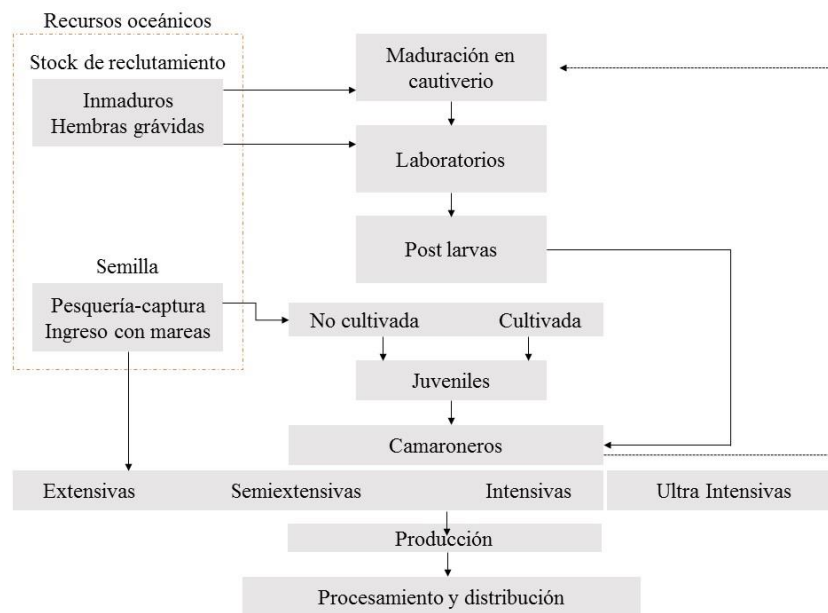 Recursos oceánicos
Stock de reclutamiento
Inmaduros
Hembras grávidas
Maduración en
cautiverio
Laboratorios
Post larvas
Semilla
Pesquería-captura
Ingreso con mareas
No cultivada Cultivada
Juveniles
Camaroneros
Extensivas Semiextensivas Intensivas Ultra Intensivas
Producción
Procesamiento y distribución